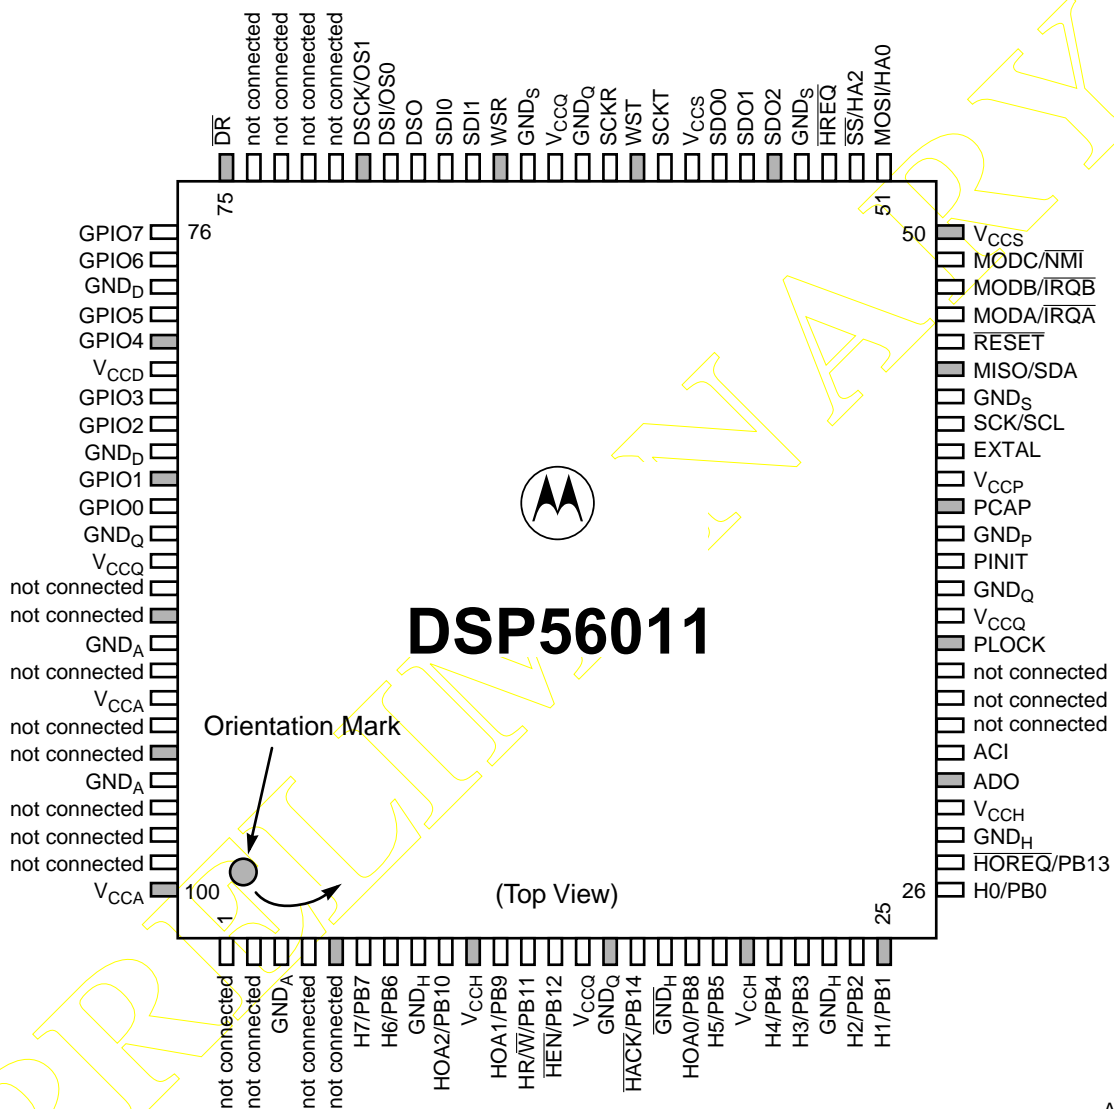 DR
not connected
not connected
not connected
not connected
DSCK/OS1
DSI/OS0
DSO
SDI0
SDI1
WSR
GNDS
VCCQ
GNDQ
SCKR
WST
SCKT
VCCS
SDO0
SDO1
SDO2
GNDS
HREQ
SS/HA2
MOSI/HA0
75
51
76
50
GPIO7
GPIO6
GNDD
GPIO5
GPIO4
VCCD
GPIO3
GPIO2
GNDD
GPIO1
GPIO0
GNDQ
VCCQ
not connected
not connected
GNDA
not connected
VCCA
not connected
not connected
GNDA
not connected
not connected
not connected
VCCA
VCCS
MODC/NMI
MODB/IRQB
MODA/IRQA
RESET
MISO/SDA
GNDS
SCK/SCL
EXTAL
VCCP
PCAP
GNDP
PINIT
GNDQ
VCCQ
PLOCK
not connected
not connected
not connected
ACI
ADO
VCCH
GNDH
HOREQ/PB13
H0/PB0
DSP56011
Orientation Mark
(Top View)
100
26
1
25
not connected
not connected
GNDA
not connected
not connected
H7/PB7
H6/PB6
GNDH
HOA2/PB10
VCCH
HOA1/PB9
HR/W/PB11
HEN/PB12
VCCQ
GNDQ
HACK/PB14
GNDH
HOA0/PB8
H5/PB5
VCCH
H4/PB4
H3/PB3
GNDH
H2/PB2
H1/PB1
PRELIMINARY